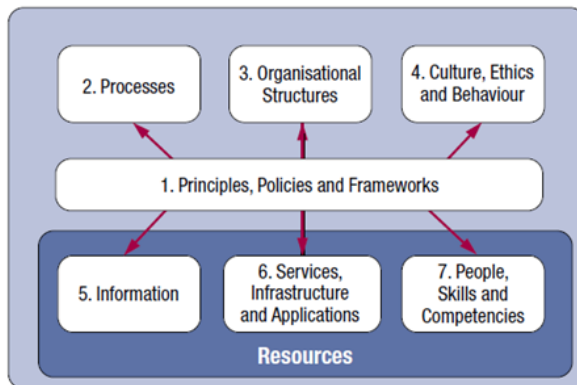 2. Processes
3. Organisational
Structures
4. Culture, Ethics
and Behaviour
1. Principles, Policies and Frameworks
5. Information
6. Services,
Infrastructure
and Applications
7. People,
Skills and
Competencies
Resources